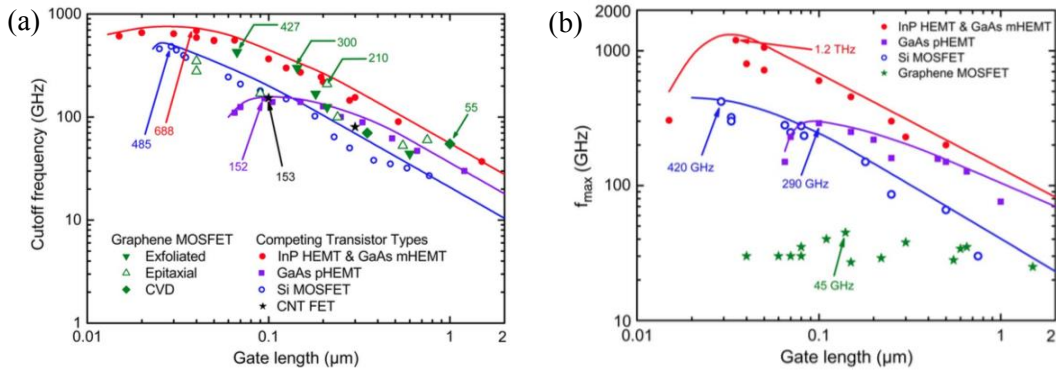 (a)
Cutoff frequency (GHz)
1000
100
10
1
427
300
210
55
688
485
152
153
Graphene MOSFET
Exfoliated
Epitaxial
CVD
Competing Transistor Types
InP HEMT & GaAs mHEMT
GaAs pHEMT
Si MOSFET
CNT FET
0.01
0.1
1
2
Gate length (µm)
(b)
fmax (GHz)
2000
1000
100
10
InP HEMT & GaAs mHEMT
GaAs pHEMT
Si MOSFET
Graphene MOSFET
1.2 THz
420 GHz
290 GHz
45 GHz
0.01
0.1
1
2
Gate length (µm)